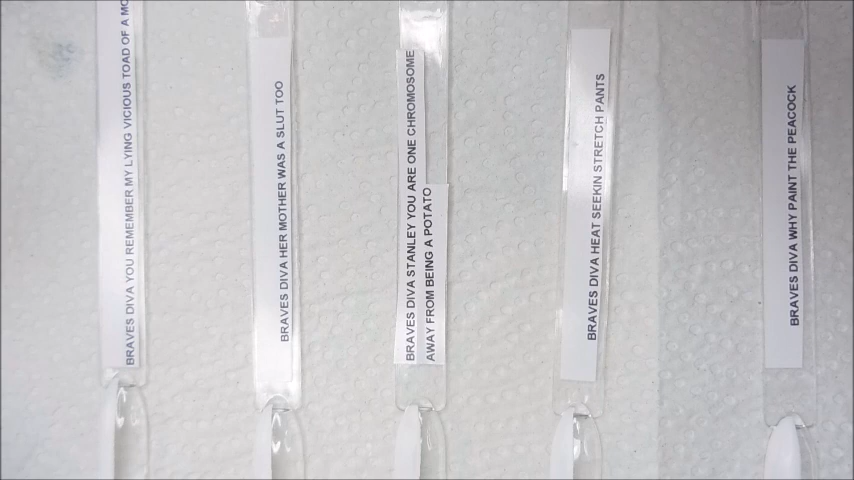 BRAVES DIVA YOU REMEMBER MY LYING VICIOUS TOAD OF A
BRAVES DIVA HER MOTHER WAS A SLUT TOO
BRAVES DIVA STANLEY YOU ARE ONE CHROMOSOME
AWAY FROM BEING A POTATO
BRAVES DIVA HEAT SEEKIN STRETCH PANTS
BRAVES DIVA WHY PAINT THE PEACOCK